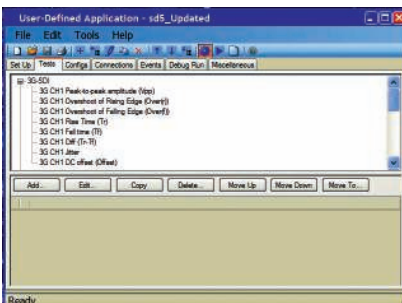 User-Defined Application - sd5_Updated
File Edit Tools Help
Set Up Tests Configs Connections Events Debug Run Miscellaneous
3G-SDI
3G CH1 Peak-to-peak amplitude (Vpp)
3G CH1 Overshoot of Rising Edge (Over(r))
3G CH1 Overshoot of Falling Edge (Over(f))
3G CH1 Rise Time (Tr)
3G CH1 Fall time (Tf)
3G CH1 Diff (Tr-Tf)
3G CH1 Jitter
3G CH1 DC offset (Offset)
Add... Edit... Copy Delete... Move Up Move Down Move To...
Ready